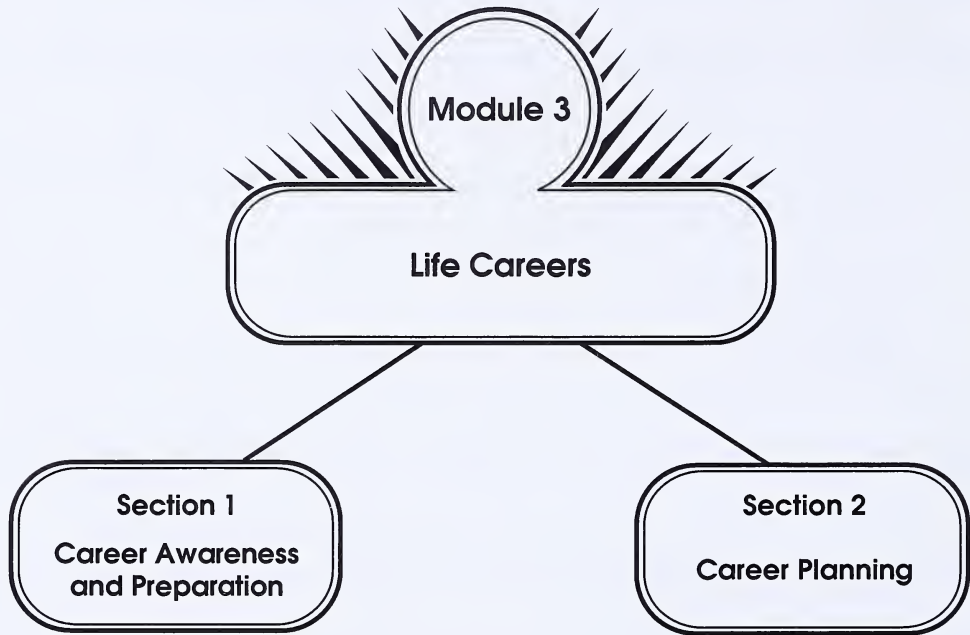 Module 3
Life Careers
Section 1
Career Awareness
and Preparation
Section 2
Career Planning